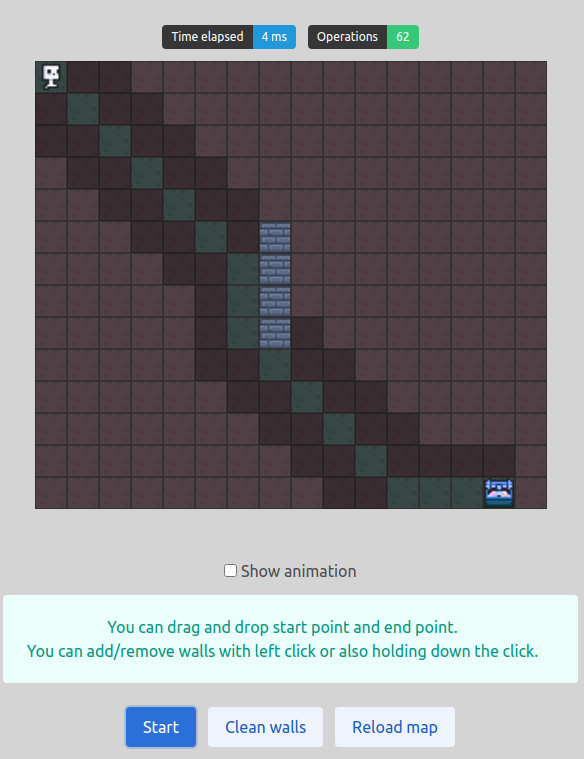 Time elapsed 4 ms Operations 62
Show animation
You can drag and drop start point and end point.
You can add/remove walls with left click or also holding down the click.
Start Clean walls Reload map